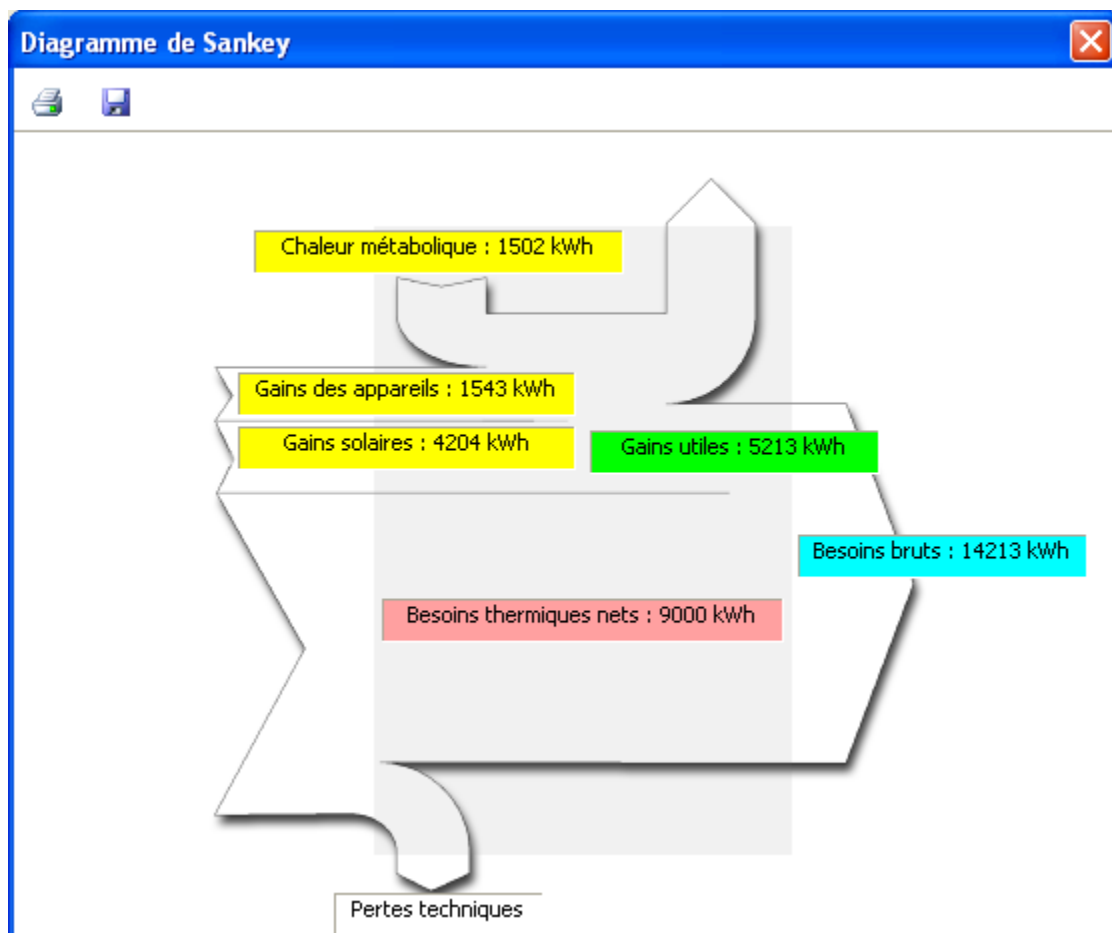 Diagramme de Sankey
Chaleur métabolique : 1502 kWh
Gains des appareils : 1543 kWh
Gains solaires : 4204 kWh
Gains utiles : 5213 kWh
Besoins bruts : 14213 kWh
Besoins thermiques nets : 9000 kWh
Pertes techniques